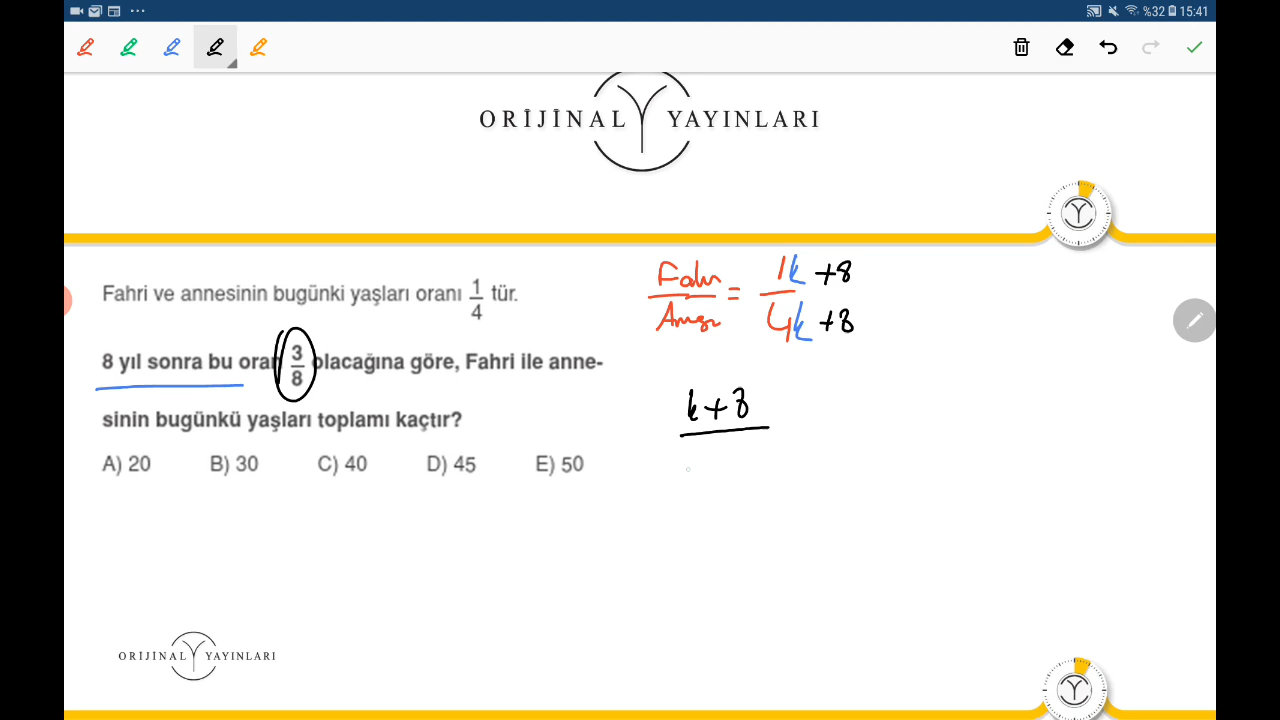 %32 15:41
ORİJİNAL YAYINLARI
Fahri ve annesinin bugünki yaşları oranı 1/4 tür.
8 yıl sonra bu oran 3/8 olacağına göre, Fahri ile anne-
sinin bugünkü yaşları toplamı kaçtır?
A) 20 B) 30 C) 40 D) 45 E) 50
Fahri = 1k +8
4k +8
k+8
ORİJİNAL YAYINLARI